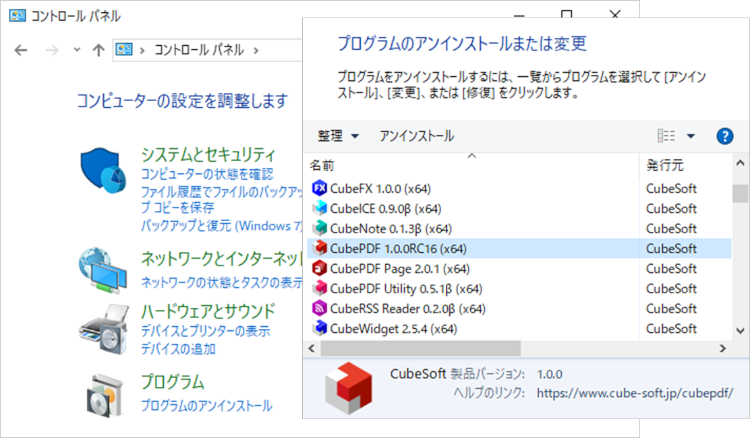 コントロール パネル
コントロール パネル
コンピューターの設定を調整します
システムとセキュリティ
コンピューターの状態を確認
ファイル履歴でファイルのバックアッ
プ コピーを保存
バックアップと復元 (Windows 7)
ネットワークとインターネット
ネットワークの状態とタスクの表示
ハードウェアとサウンド
デバイスとプリンターの表示
デバイスの追加
プログラム
プログラムのアンインストール
プログラムのアンインストールまたは変更
プログラムをアンインストールするには、一覧からプログラムを選択して [アンイン
ストール]、[変更]、または [修復] をクリックします。
整理 アンインストール
名前 発行元
CubeFX 1.0.0 (x64) CubeSoft
CubeICE 0.9.0β (x64) CubeSoft
CubeNote 0.1.3β (x64) CubeSoft
CubePDF 1.0.0RC16 (x64) CubeSoft
CubePDF Page 2.0.1 (x64) CubeSoft
CubePDF Utility 0.5.1β (x64) CubeSoft
CubeRSS Reader 0.2.0β (x64) CubeSoft
CubeWidget 2.5.4 (x64) CubeSoft
CubeSoft 製品バージョン: 1.0.0
ヘルプのリンク: https://www.cube-soft.jp/cubepdf/